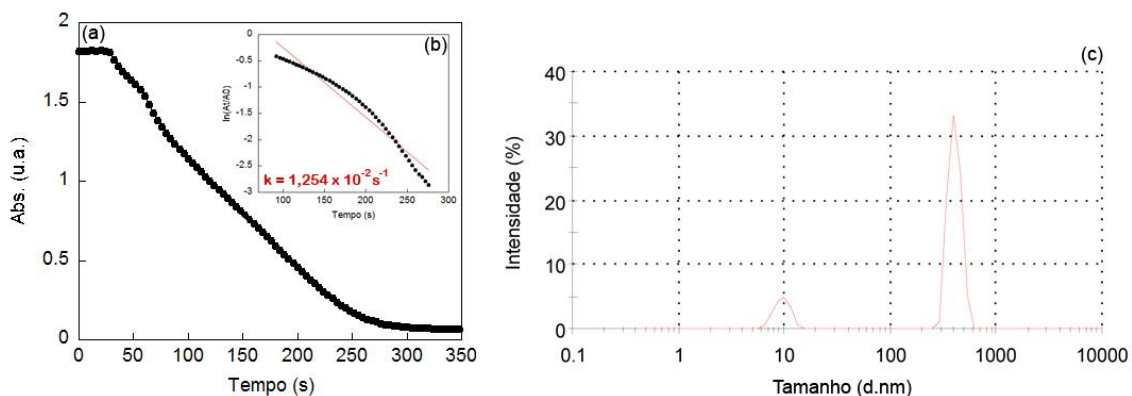 (a)
2
1.5
1
0.5
0
Abs. (u.a.)
0 50 100 150 200 250 300 350
Tempo (s)
(b)
0
-0.5
-1
-1.5
-2
-2.5
-3
ln(At/A0)
k = 1,254 x 10⁻² s⁻¹
100 150 200 250 300
Tempo (s)
(c)
40
30
20
10
0
Intensidade (%)
0.1 1 10 100 1000 10000
Tamanho (d.nm)